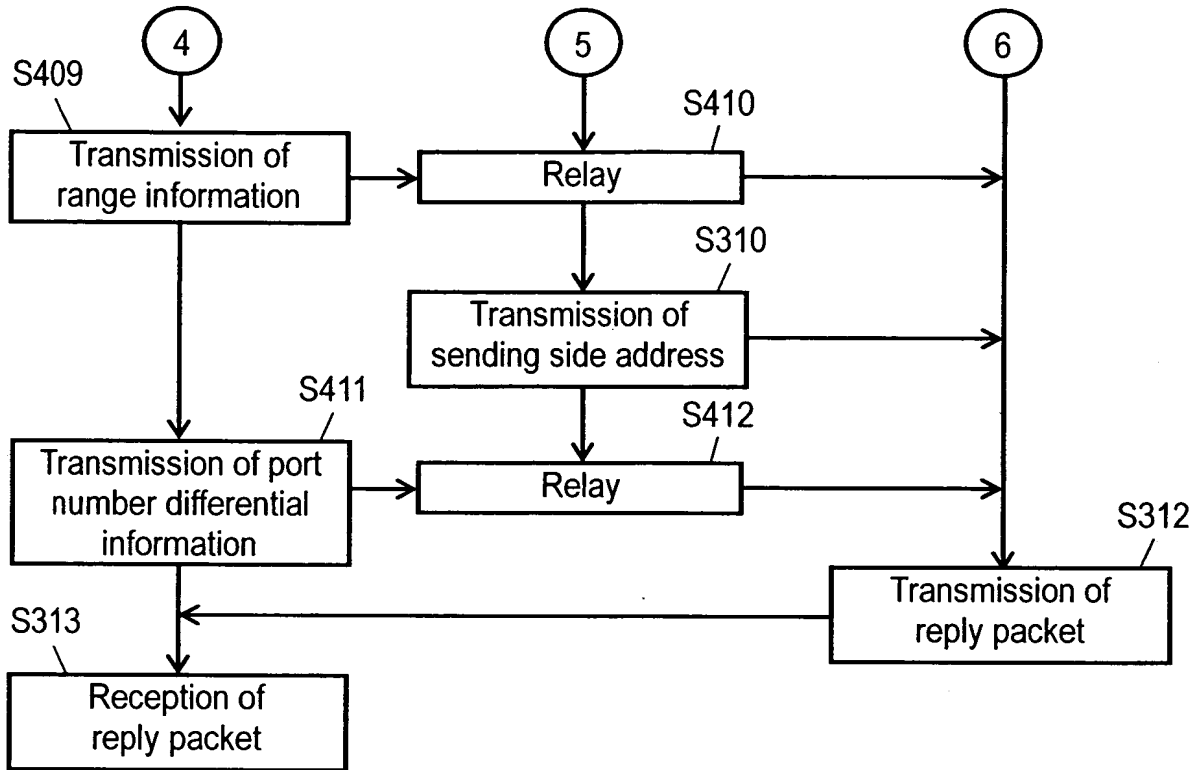 4
5
6
S409
Transmission of
range information
S410
Relay
S310
Transmission of
sending side address
S411
Transmission of port
number differential
information
S412
Relay
S312
Transmission of
reply packet
S313
Reception of
reply packet